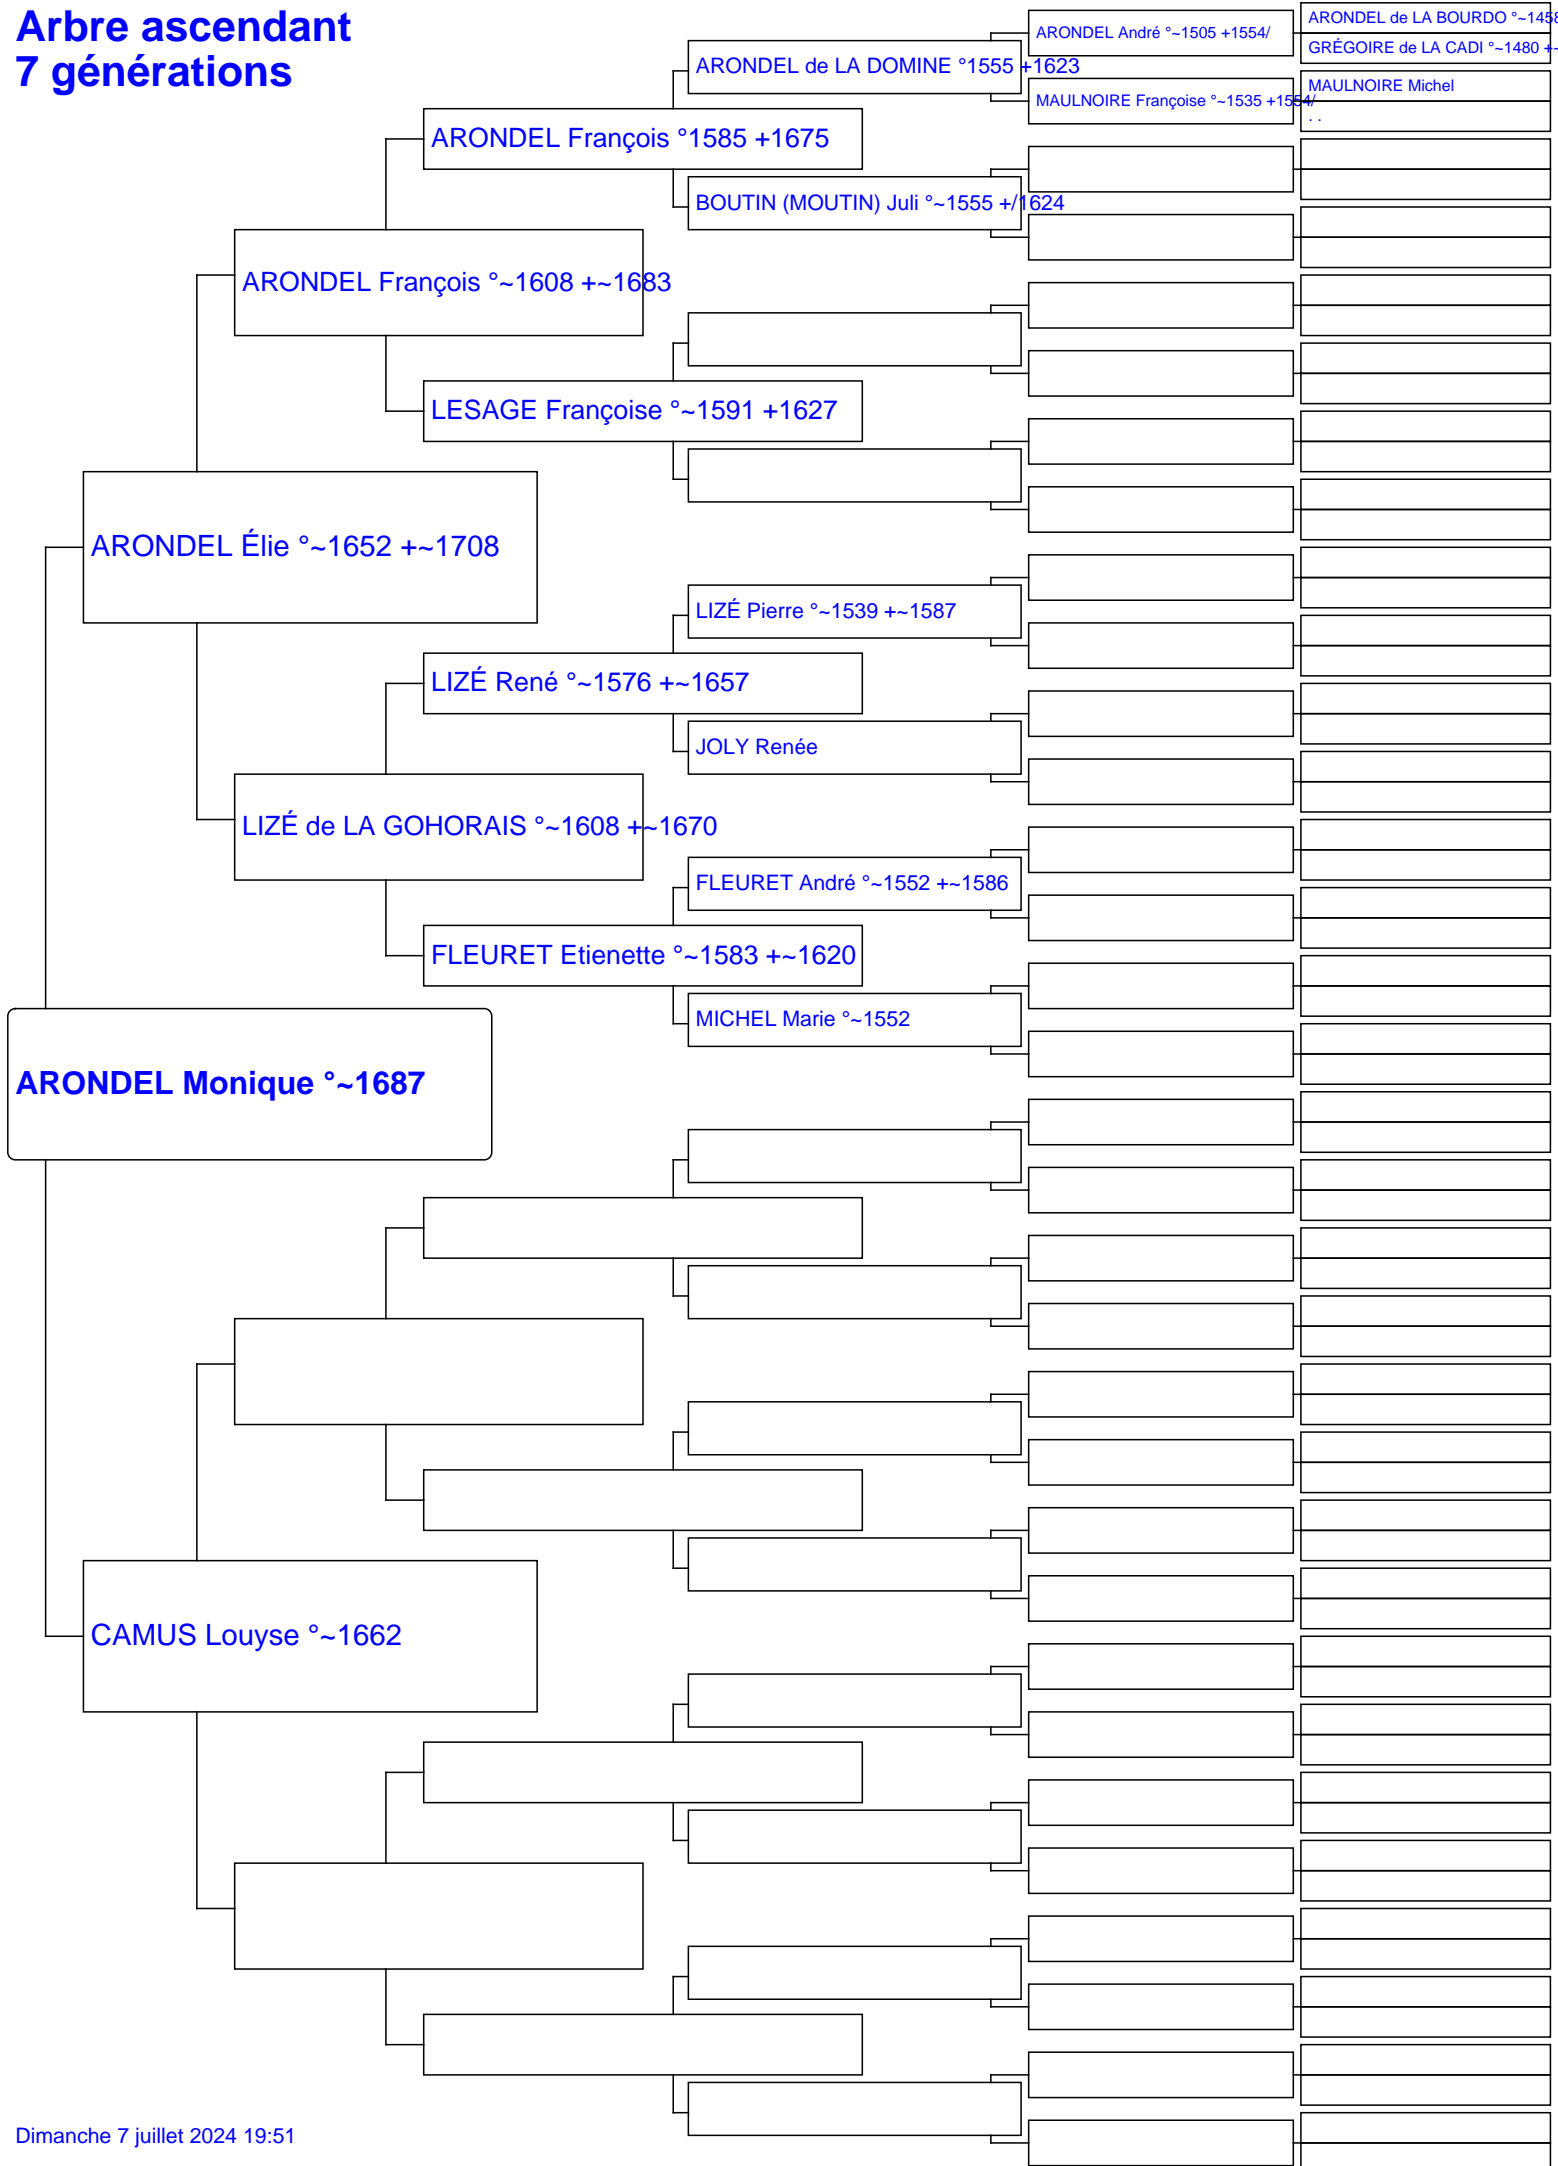 Arbre ascendant
7 générations
ARONDEL de LA BOURDO °~1458
ARONDEL André °~1505 +1554/
GRÉGOIRE de LA CADI °~1480 +~
ARONDEL de LA DOMINE °1555 +1623
MAULNOIRE Michel
MAULNOIRE Françoise °~1535 +1554/
. .
ARONDEL François °1585 +1675
BOUTIN (MOUTIN) Juli °~1555 +/1624
ARONDEL François °~1608 +~1683
LESAGE Françoise °~1591 +1627
ARONDEL Élie °~1652 +~1708
LIZÉ Pierre °~1539 +~1587
LIZÉ René °~1576 +~1657
JOLY Renée
LIZÉ de LA GOHORAIS °~1608 +~1670
FLEURET André °~1552 +~1586
FLEURET Etienette °~1583 +~1620
MICHEL Marie °~1552
ARONDEL Monique °~1687
CAMUS Louyse °~1662
Dimanche 7 juillet 2024 19:51